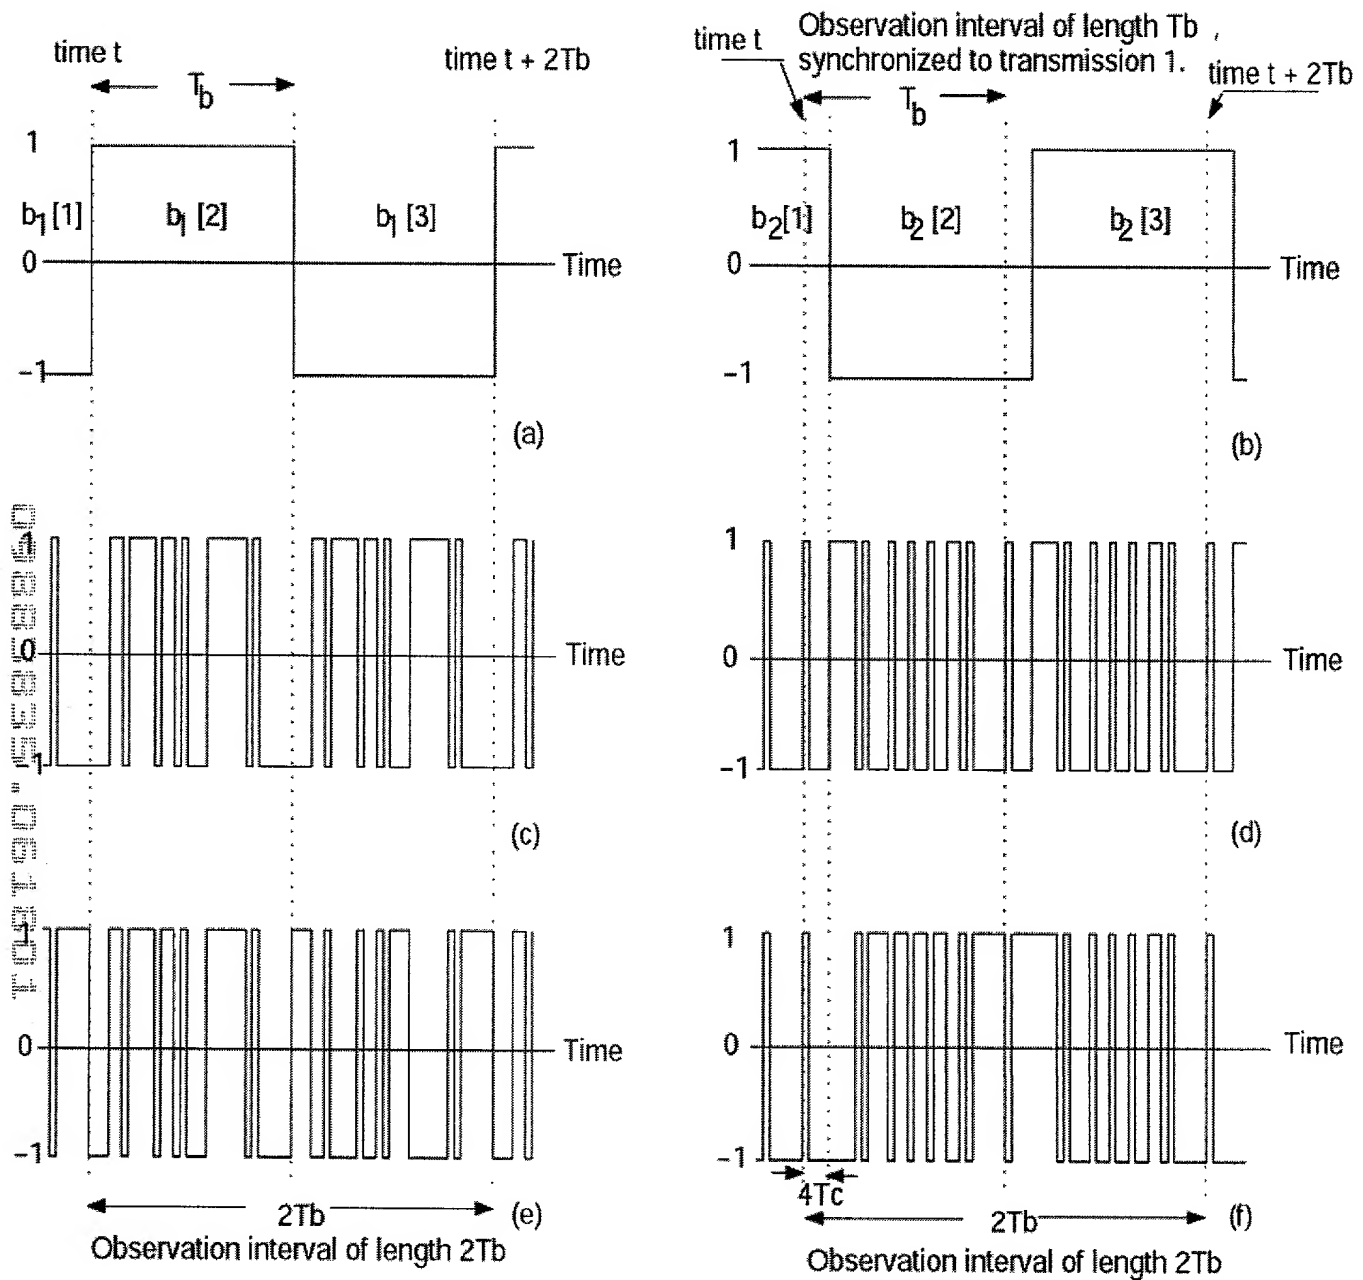 time t
time t + 2Tb
Tb
1
b1 [1]
b1 [2]
b1 [3]
0
Time
-1
(a)
Observation interval of length Tb ,
synchronized to transmission 1.
time t
time t + 2Tb
Tb
1
b2 [1]
b2 [2]
b2 [3]
0
Time
-1
(b)
1
0
Time
-1
(c)
1
0
Time
-1
(d)
1
0
Time
-1
2Tb
(e)
Observation interval of length 2Tb
1
0
Time
-1
4Tc
2Tb
(f)
Observation interval of length 2Tb